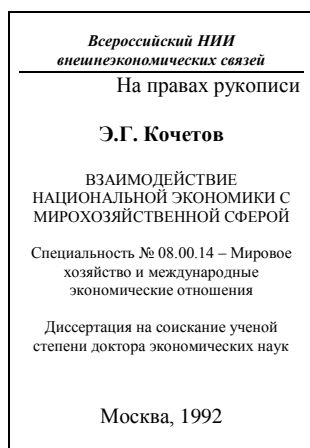 Всероссийский НИИ
внешнеэкономических связей
На правах рукописи
Э.Г. Кочетов
ВЗАИМОДЕЙСТВИЕ
НАЦИОНАЛЬНОЙ ЭКОНОМИКИ С
МИРОХОЗЯЙСТВЕННОЙ СФЕРОЙ
Специальность № 08.00.14 – Мировое
хозяйство и международные
экономические отношения
Диссертация на соискание ученой
степени доктора экономических наук
Москва, 1992